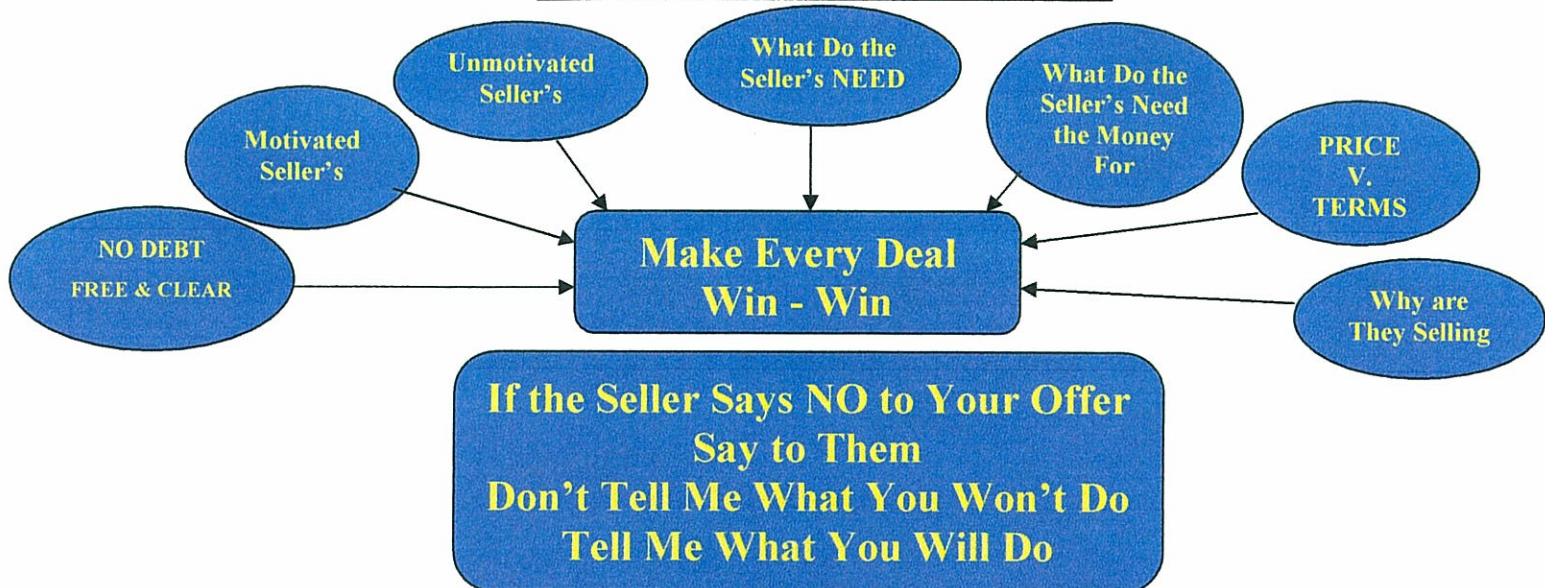 NO DEBT
FREE & CLEAR
Motivated
Seller's
Unmotivated
Seller's
What Do the
Seller's NEED
What Do the
Seller's Need
the Money
For
PRICE
V.
TERMS
Why are
They Selling
Make Every Deal
Win - Win
If the Seller Says NO to Your Offer
Say to Them
Don't Tell Me What You Won't Do
Tell Me What You Will Do